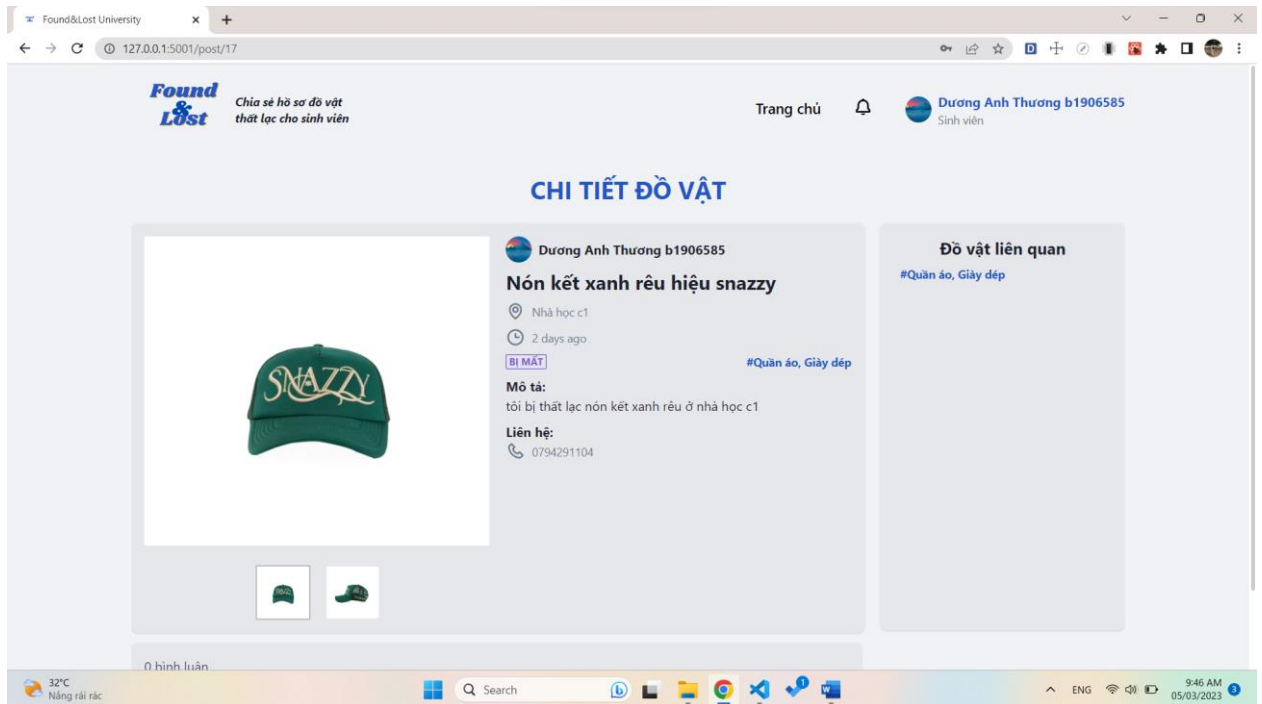 Found&Lost University
127.0.0.1:5001/post/17
Found
&
Lost
Chia sẻ hồ sơ đồ vật
thất lạc cho sinh viên
Trang chủ
Dương Anh Thương b1906585
Sinh viên
CHI TIẾT ĐỒ VẬT
SNAZZY
Dương Anh Thương b1906585
Nón kết xanh rêu hiệu snazzy
Nhà học c1
2 days ago
BỊ MẤT
#Quần áo, Giày dép
Mô tả:
tôi bị thất lạc nón kết xanh rêu ở nhà học c1
Liên hệ:
0794291104
Đồ vật liên quan
#Quần áo, Giày dép
0 bình luận
32°C
Nắng rải rác
Search
1
ENG
9:46 AM
05/03/2023
3